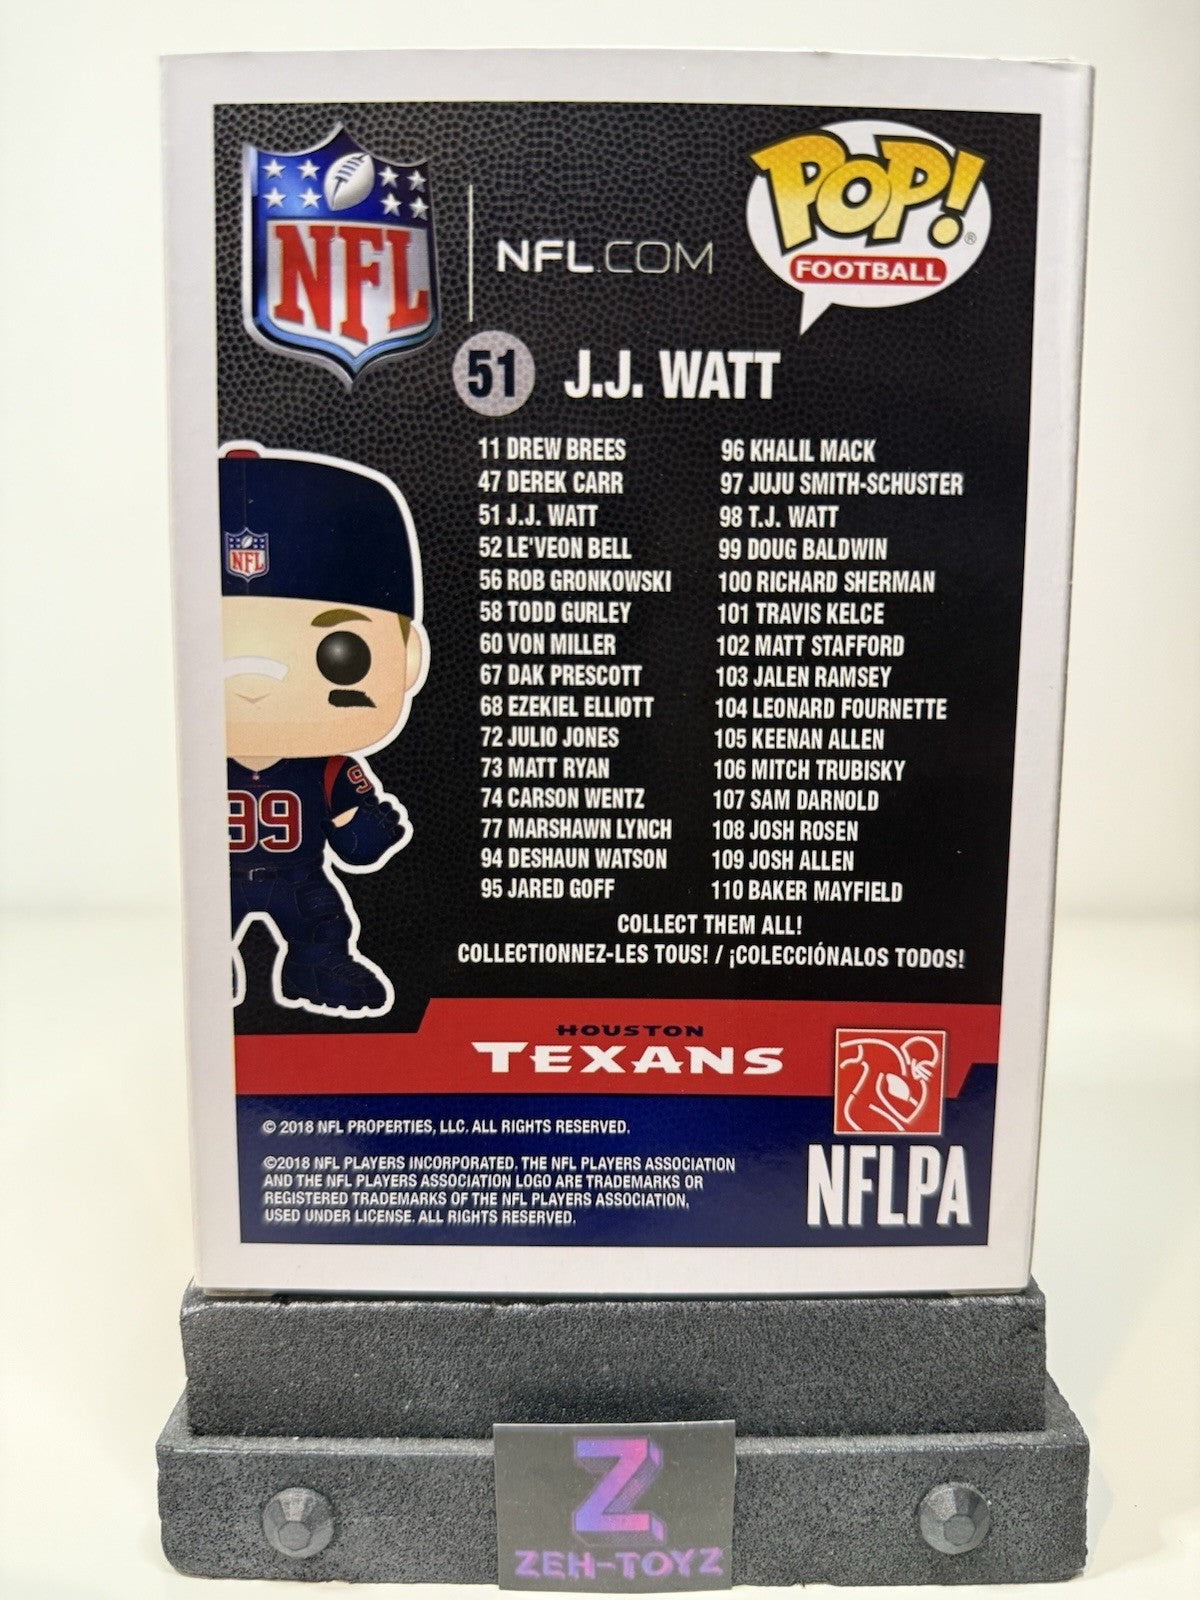 NFL
NFL.COM
POP!
®
FOOTBALL
51 J.J. WATT
11 DREW BREES
47 DEREK CARR
51 J.J. WATT
52 LE'VEON BELL
56 ROB GRONKOWSKI
58 TODD GURLEY
60 VON MILLER
67 DAK PRESCOTT
68 EZEKIEL ELLIOTT
72 JULIO JONES
73 MATT RYAN
74 CARSON WENTZ
77 MARSHAWN LYNCH
94 DESHAUN WATSON
95 JARED GOFF
96 KHALIL MACK
97 JUJU SMITH-SCHUSTER
98 T.J. WATT
99 DOUG BALDWIN
100 RICHARD SHERMAN
101 TRAVIS KELCE
102 MATT STAFFORD
103 JALEN RAMSEY
104 LEONARD FOURNETTE
105 KEENAN ALLEN
106 MITCH TRUBISKY
107 SAM DARNOLD
108 JOSH ROSEN
109 JOSH ALLEN
110 BAKER MAYFIELD
COLLECT THEM ALL!
COLLECTIONNEZ-LES TOUS! / ¡COLECCIÓNALOS TODOS!
NFL
9
99
HOUSTON
TEXANS
© 2018 NFL PROPERTIES, LLC. ALL RIGHTS RESERVED.
©2018 NFL PLAYERS INCORPORATED. THE NFL PLAYERS ASSOCIATION
AND THE NFL PLAYERS ASSOCIATION LOGO ARE TRADEMARKS OR
REGISTERED TRADEMARKS OF THE NFL PLAYERS ASSOCIATION,
USED UNDER LICENSE. ALL RIGHTS RESERVED.
NFLPA
Z
ZEH-TOYZ